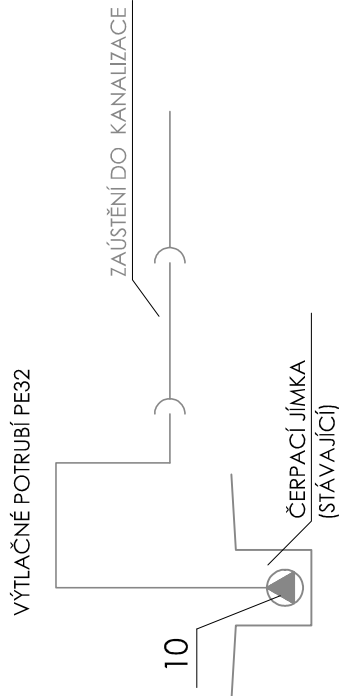 VÝTLAČNÉ POTRUBÍ PE32
ZAÚSTĚNÍ DO KANALIZACE
ČERPACÍ JÍMKA
(STÁVAJÍCÍ)
10